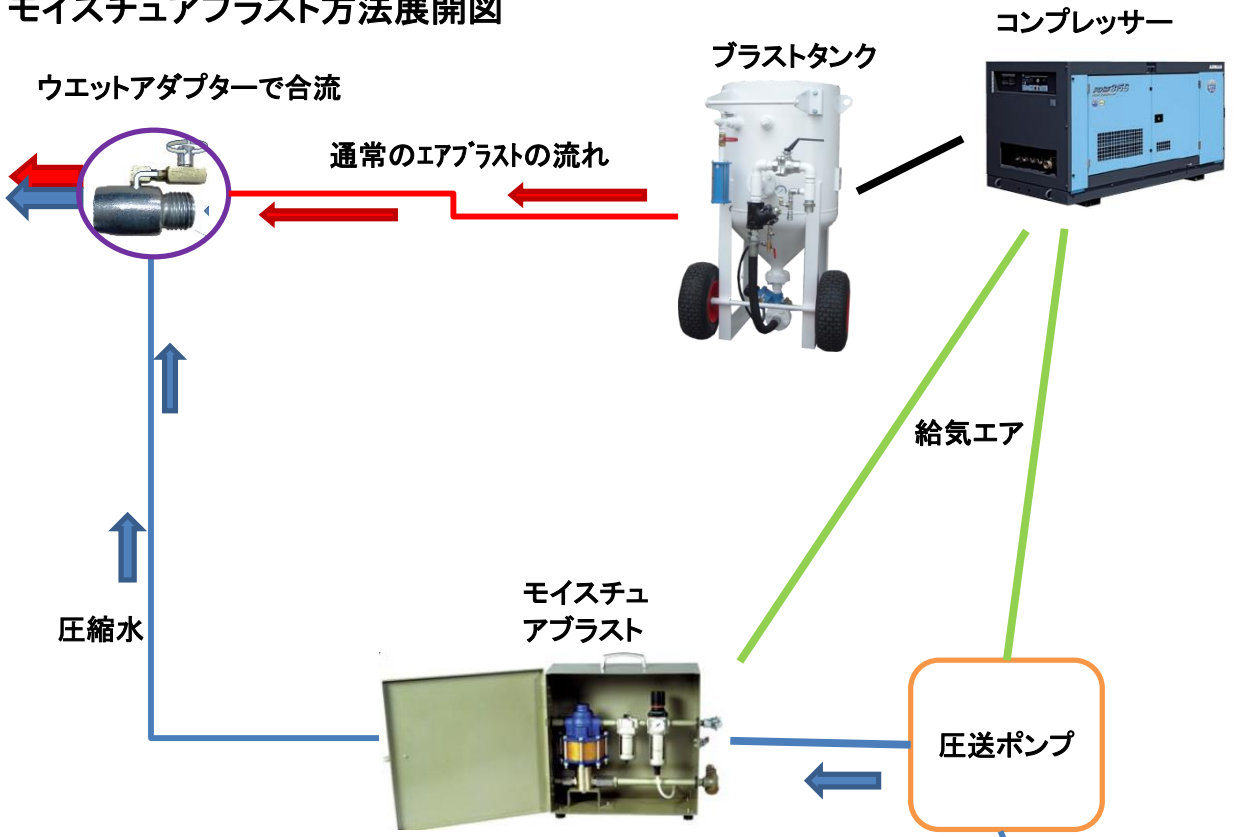 モイスチュアブラスト方法展開図
コンプレッサー
ブラストタンク
ウエットアダプターで合流
通常のｴｱﾌﾞﾗｽﾄの流れ
給気エア
モイスチュ
アブラスト
圧縮水
圧送ポンプ